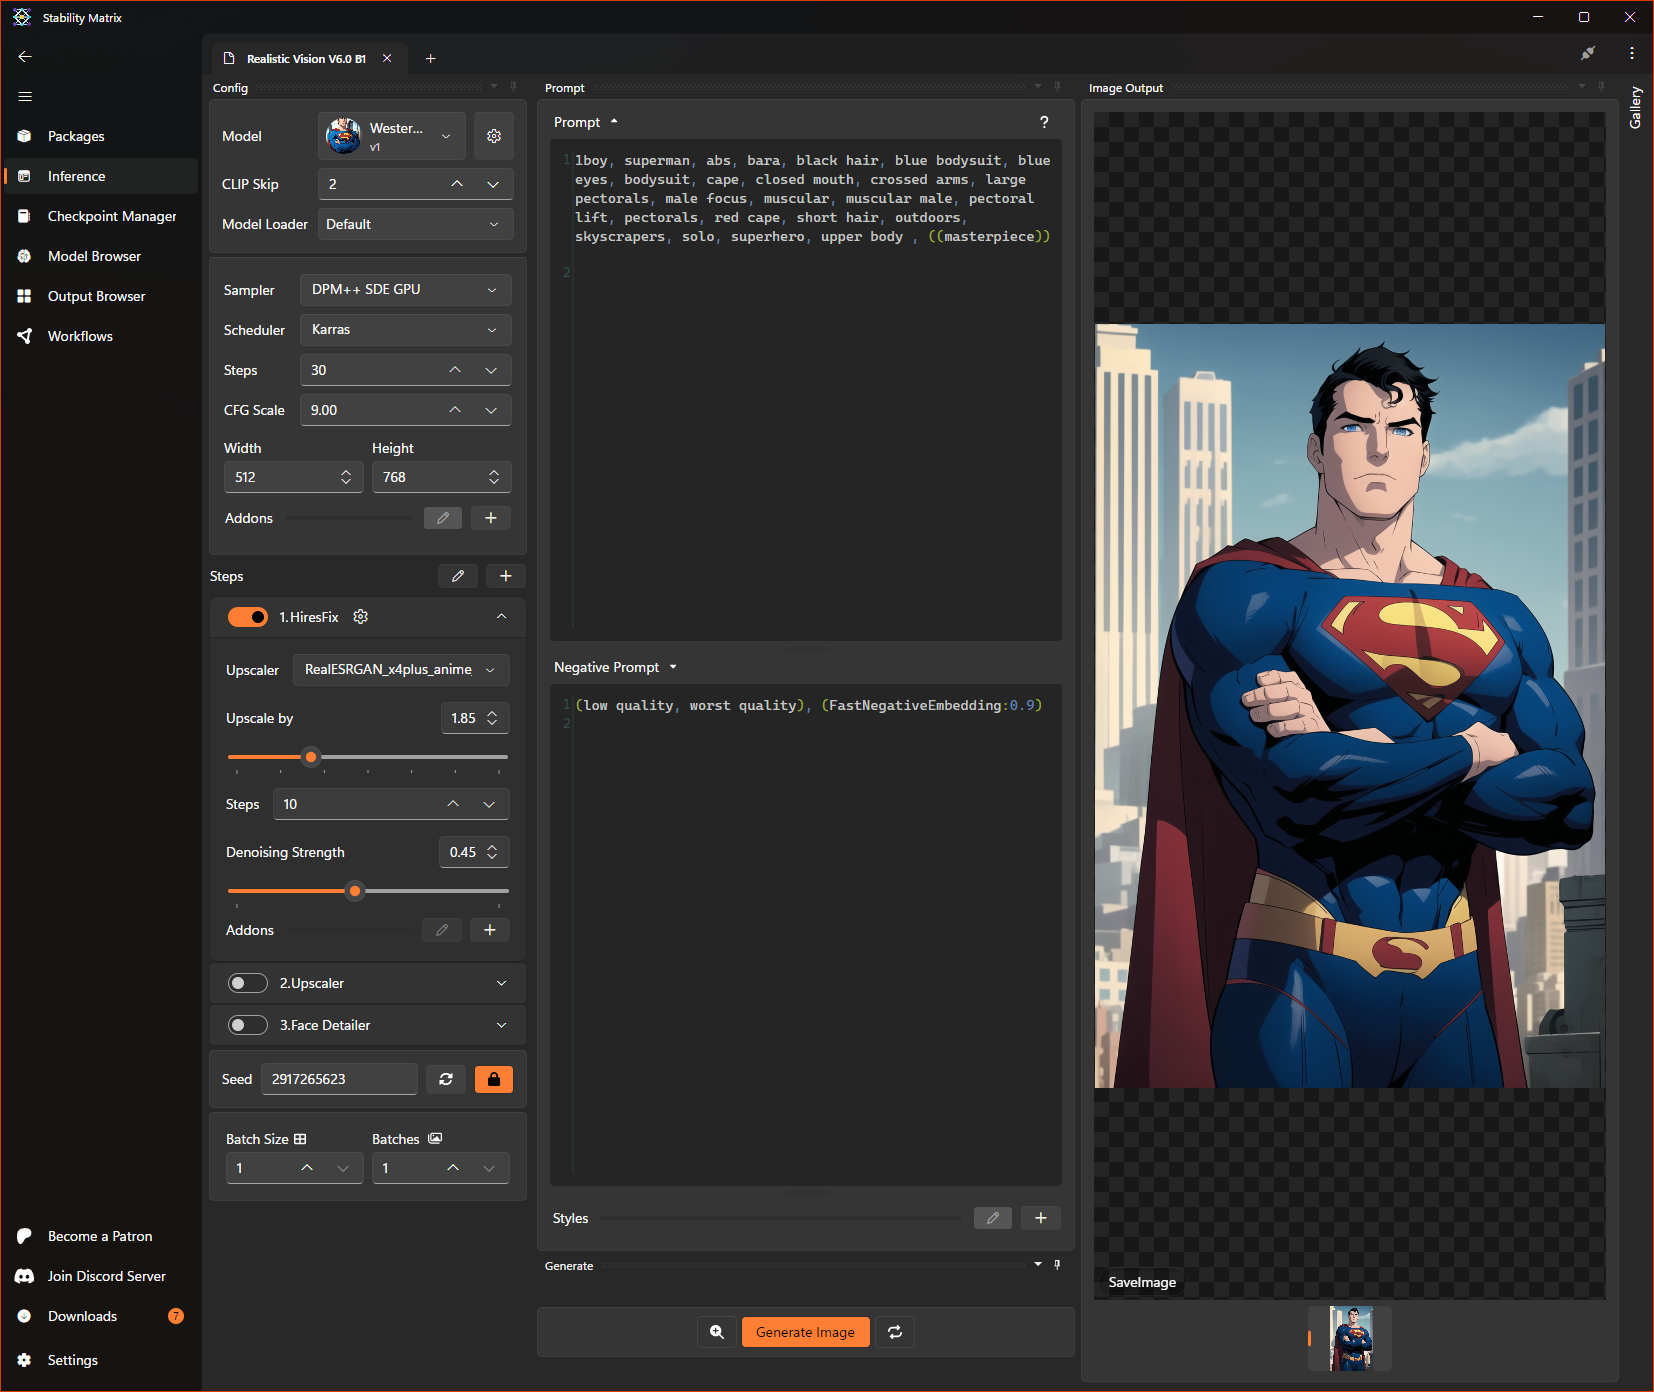 Stability Matrix
Packages
Inference
Checkpoint Manager
Model Browser
Output Browser
Workflows
Become a Patron
Join Discord Server
Downloads 7
Settings
Realistic Vision V6.0 B1
Config
Model Wester...
v1
CLIP Skip 2
Model Loader Default
Sampler DPM++ SDE GPU
Scheduler Karras
Steps 30
CFG Scale 9.00
Width Height
512 768
Addons
Steps
1.HiresFix
Upscaler RealESRGAN_x4plus_anime
Upscale by 1.85
Steps 10
Denoising Strength 0.45
Addons
2.Upscaler
3.Face Detailer
Seed 2917265623
Batch Size Batches
1 1
Prompt
Prompt ?
1 1boy, superman, abs, bara, black hair, blue bodysuit, blue
eyes, bodysuit, cape, closed mouth, crossed arms, large
pectorals, male focus, muscular, muscular male, pectoral
lift, pectorals, red cape, short hair, outdoors,
skyscrapers, solo, superhero, upper body , ((masterpiece))
2
Negative Prompt
1 (low quality, worst quality), (FastNegativeEmbedding:0.9)
2
Styles
Generate
Generate Image
Image Output
Gallery
S
S
SaveImage